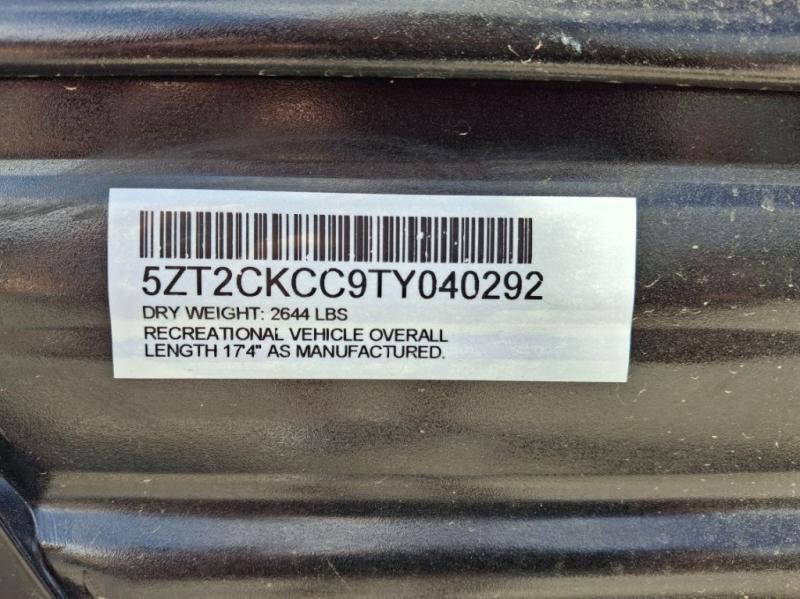 5ZT2CKCC9TY040292
DRY WEIGHT: 2644 LBS
RECREATIONAL VEHICLE OVERALL
LENGTH 17'4" AS MANUFACTURED.